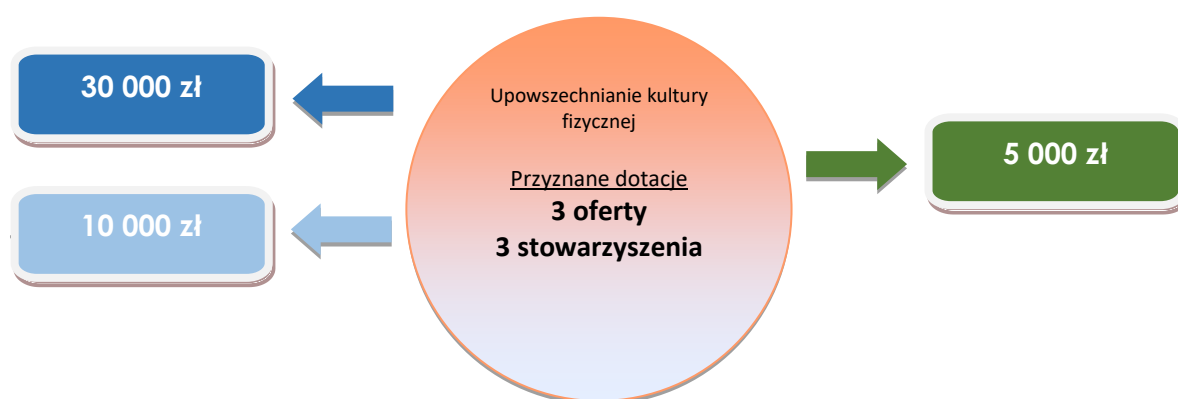 30 000 zł
10 000 zł
Upowszechnianie kultury
fizycznej
Przyznane dotacje
3 oferty
3 stowarzyszenia
5 000 zł